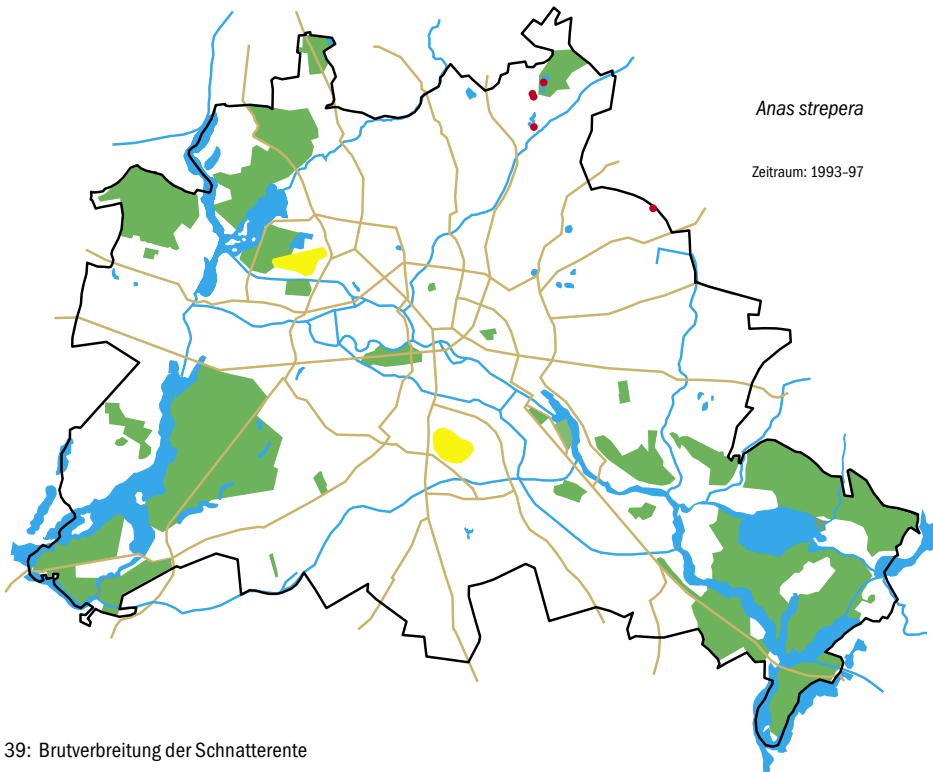 Anas strepera
Zeitraum: 1993-97
39: Brutverbreitung der Schnatterente